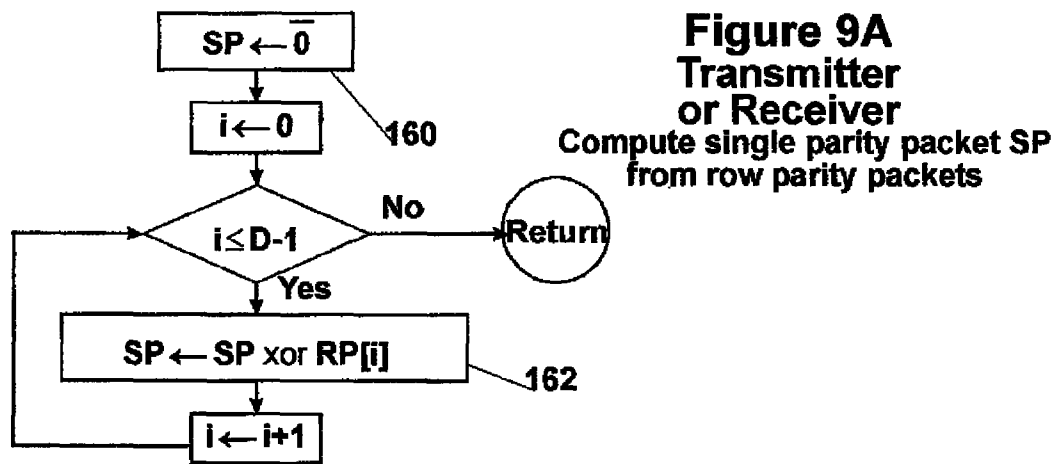 Figure 9A
Transmitter
or Receiver
Compute single parity packet SP
from row parity packets
SP ← 0̅
160
i ← 0
i ≤ D-1
No
Return
Yes
SP ← SP xor RP[i]
162
i ← i+1